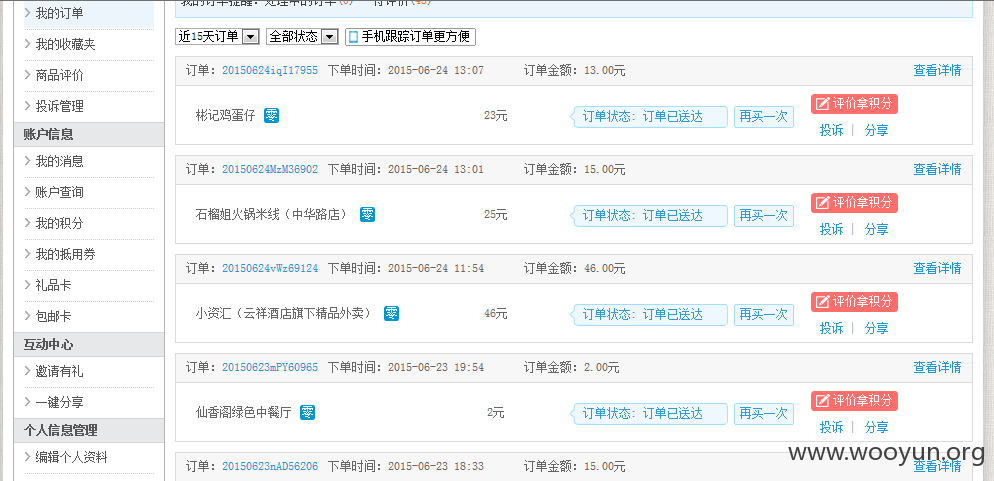 我的订单
我的收藏夹
商品评价
投诉管理
账户信息
我的消息
账户查询
我的积分
我的抵用券
礼品卡
包邮卡
互动中心
邀请有礼
一键分享
个人信息管理
编辑个人资料
近15天订单 全部状态 手机跟踪订单更方便
订单: 20150624iqI17955 下单时间: 2015-06-24 13:07 订单金额: 13.00元 查看详情
彬记鸡蛋仔 零 23元 订单状态: 订单已送达 再买一次 评价拿积分
投诉 | 分享
订单: 20150624MzM36902 下单时间: 2015-06-24 13:01 订单金额: 15.00元 查看详情
石榴姐火锅米线（中华路店） 零 25元 订单状态: 订单已送达 再买一次 评价拿积分
投诉 | 分享
订单: 20150624vWz69124 下单时间: 2015-06-24 11:54 订单金额: 46.00元 查看详情
小资汇（云祥酒店旗下精品外卖） 零 46元 订单状态: 订单已送达 再买一次 评价拿积分
投诉 | 分享
订单: 20150623mPY60965 下单时间: 2015-06-23 19:54 订单金额: 2.00元 查看详情
仙香阁绿色中餐厅 零 2元 订单状态: 订单已送达 再买一次 评价拿积分
投诉 | 分享
订单: 20150623nAD56206 下单时间: 2015-06-23 18:33 订单金额: 15.00元 查看详情
www.wooyun.org